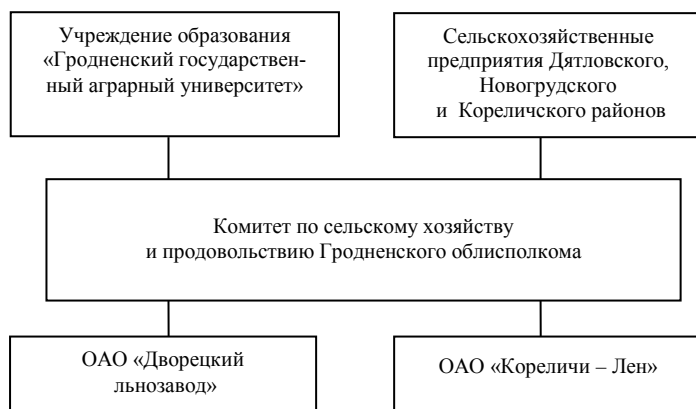 Учреждение образования
«Гродненский государствен-
ный аграрный университет»
Сельскохозяйственные
предприятия Дятловского,
Новогрудского
и Кореличского районов
Комитет по сельскому хозяйству
и продовольствию Гродненского облисполкома
ОАО «Дворецкий
льнозавод»
ОАО «Кореличи – Лен»